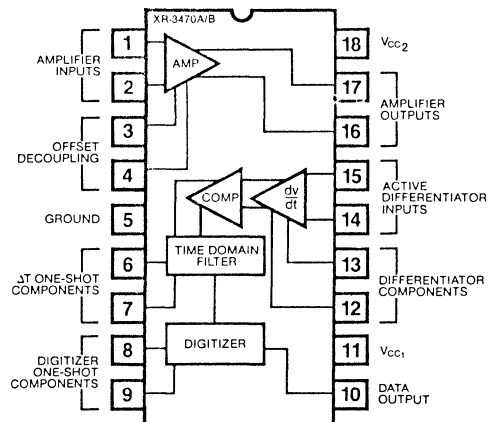 XR-3470A/B
AMPLIFIER
INPUTS
1
2
OFFSET
DECOUPLING
3
4
GROUND
5
ΔT ONE-SHOT
COMPONENTS
6
7
DIGITIZER
ONE-SHOT
COMPONENTS
8
9
AMP
COMP
dv
dt
TIME DOMAIN
FILTER
DIGITIZER
18
VCC2
17
16
AMPLIFIER
OUTPUTS
15
14
ACTIVE
DIFFERENTIATOR
INPUTS
13
12
DIFFERENTIATOR
COMPONENTS
11
VCC1
10
DATA
OUTPUT